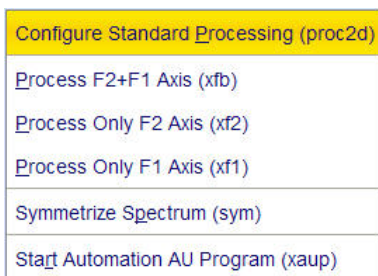 Configure Standard Processing (proc2d)
Process F2+F1 Axis (xfb)
Process Only F2 Axis (xf2)
Process Only F1 Axis (xf1)
Symmetrize Spectrum (sym)
Start Automation AU Program (xaup)